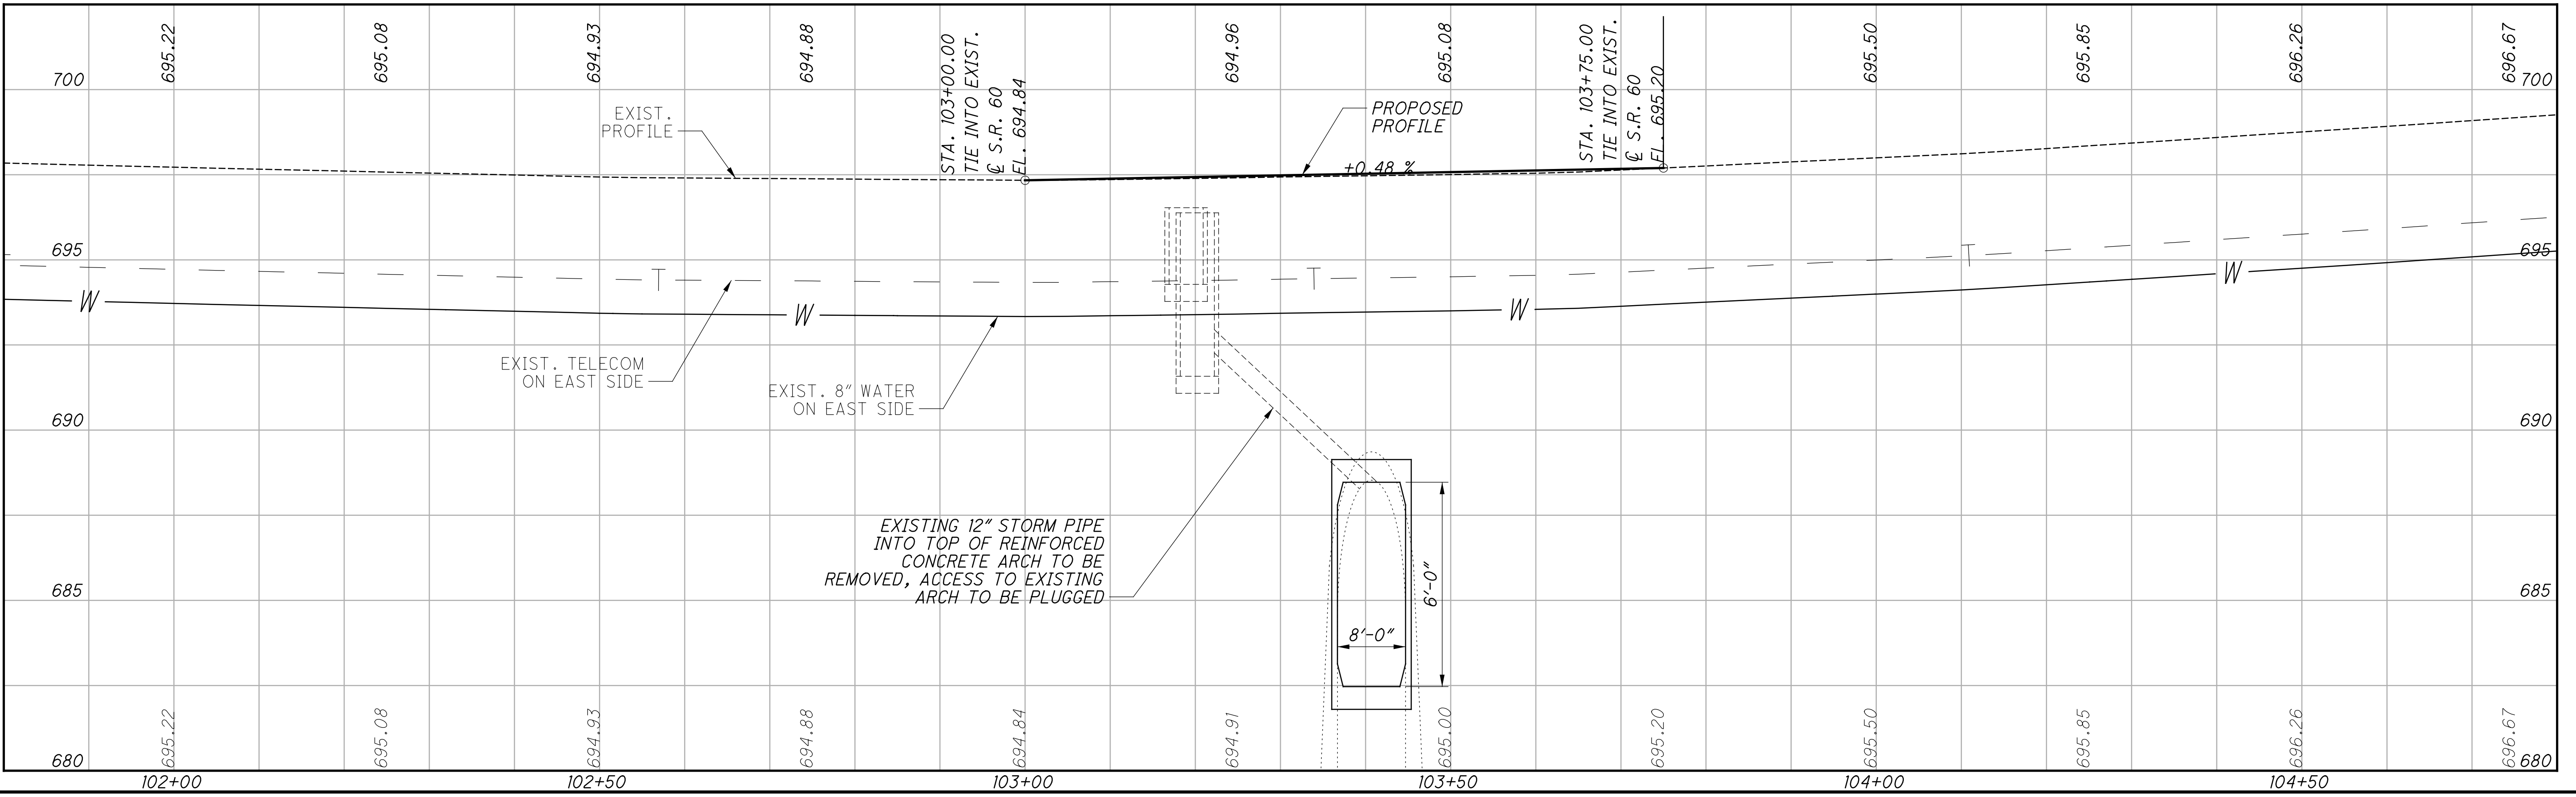 695.22
695.08
694.93
694.88
STA. 103+00.00
TIE INTO EXIST.
℄ S.R. 60
EL. 694.84
694.96
695.08
STA. 103+75.00
TIE INTO EXIST.
℄ S.R. 60
EL. 695.20
695.50
695.85
696.26
696.67
700
700
EXIST.
PROFILE
PROPOSED
PROFILE
+0.48 %
695
695
T
T
T
W
W
W
W
EXIST. TELECOM
ON EAST SIDE
EXIST. 8" WATER
ON EAST SIDE
690
690
EXISTING 12" STORM PIPE
INTO TOP OF REINFORCED
CONCRETE ARCH TO BE
REMOVED, ACCESS TO EXISTING
ARCH TO BE PLUGGED
6'-0"
8'-0"
685
685
695.22
695.08
694.93
694.88
694.84
694.91
695.00
695.20
695.50
695.85
696.26
696.67
680
680
102+00
102+50
103+00
103+50
104+00
104+50